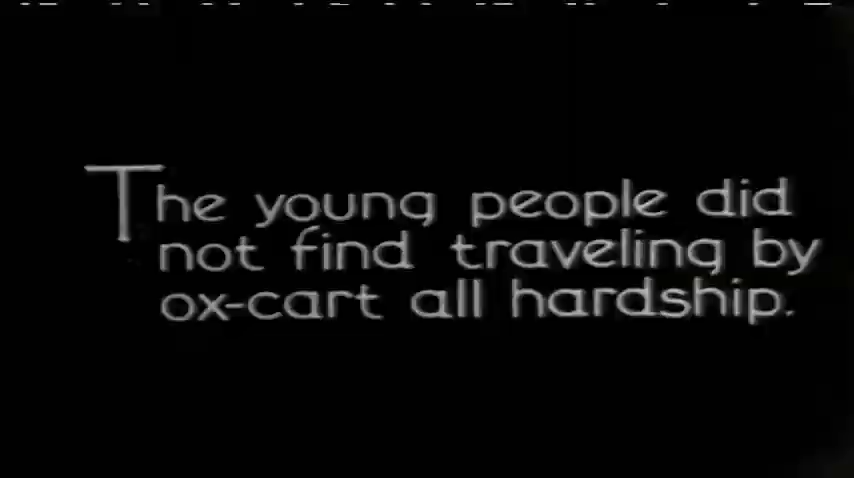 The young people did
not find traveling by
ox-cart all hardship.